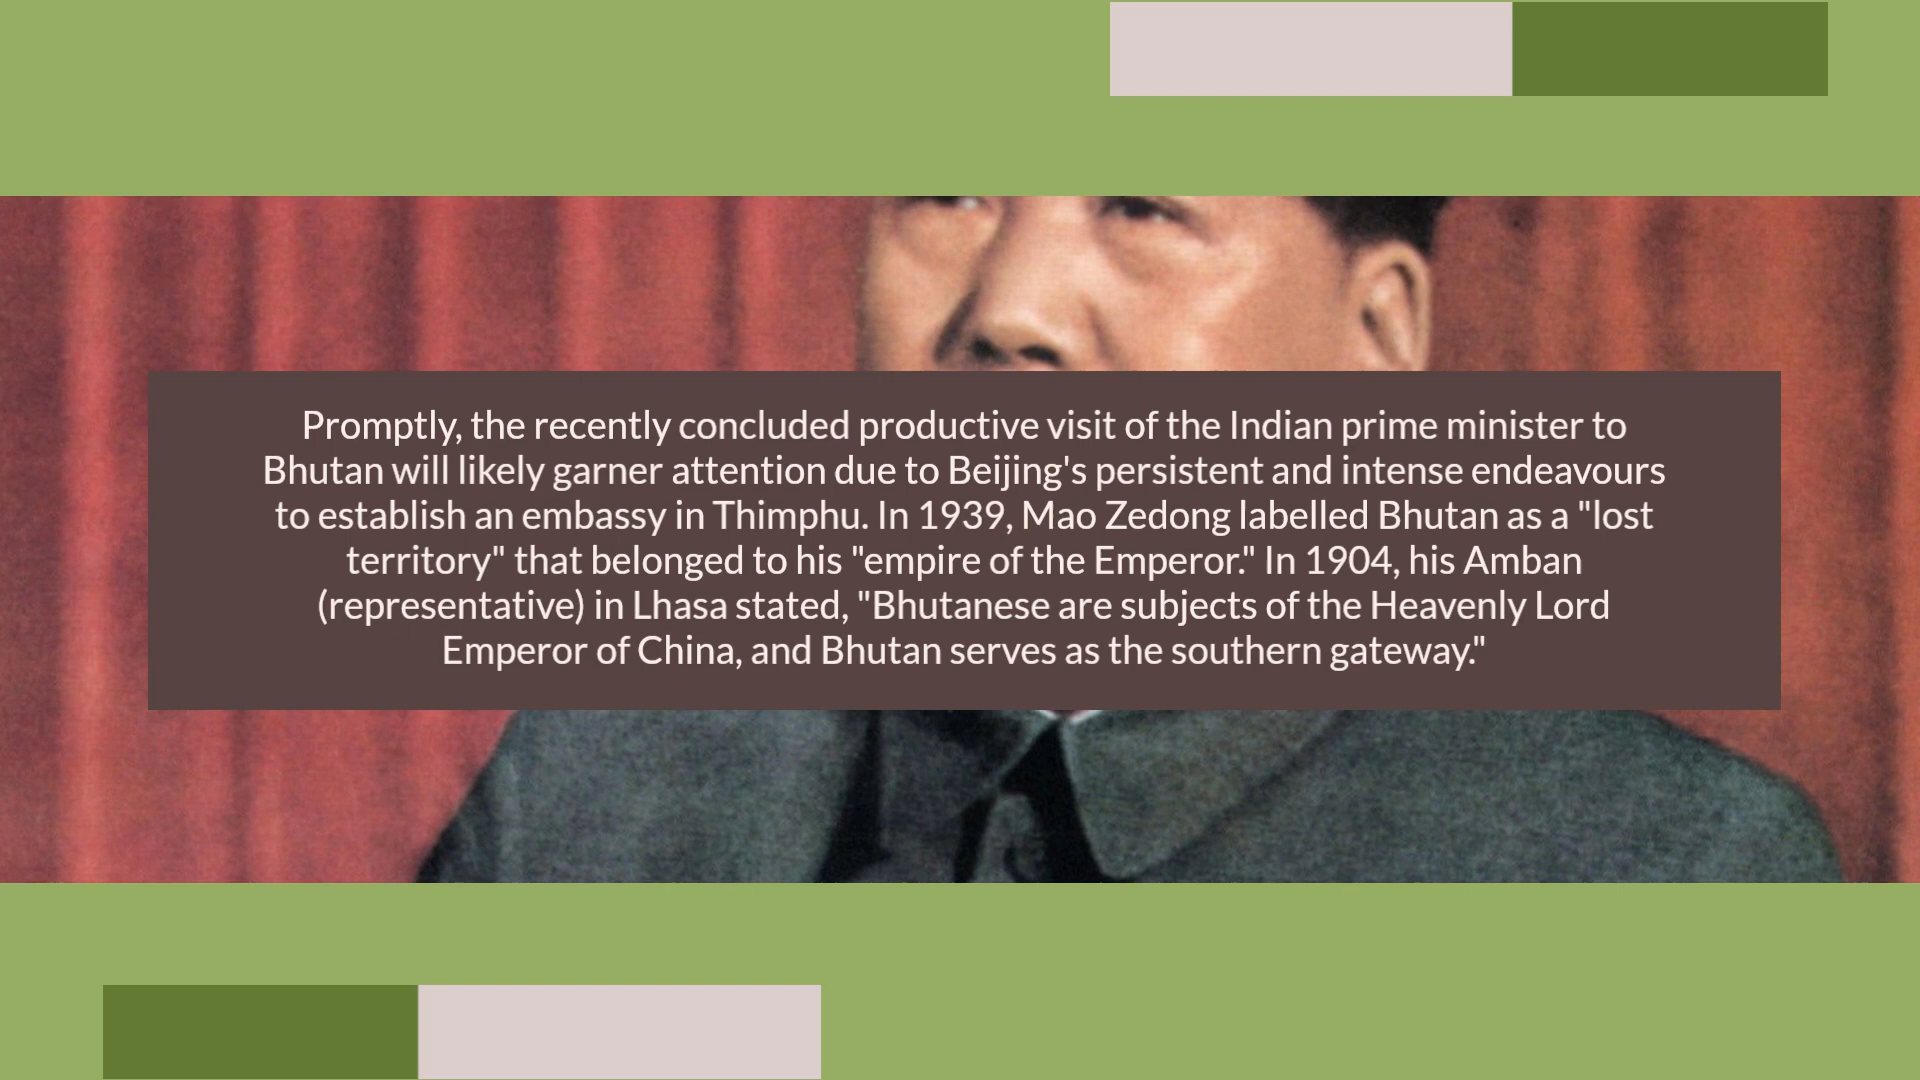 Promptly, the recently concluded productive visit of the Indian prime minister to
Bhutan will likely garner attention due to Beijing's persistent and intense endeavours
to establish an embassy in Thimphu. In 1939, Mao Zedong labelled Bhutan as a "lost
territory" that belonged to his "empire of the Emperor." In 1904, his Amban
(representative) in Lhasa stated, "Bhutanese are subjects of the Heavenly Lord
Emperor of China, and Bhutan serves as the southern gateway."